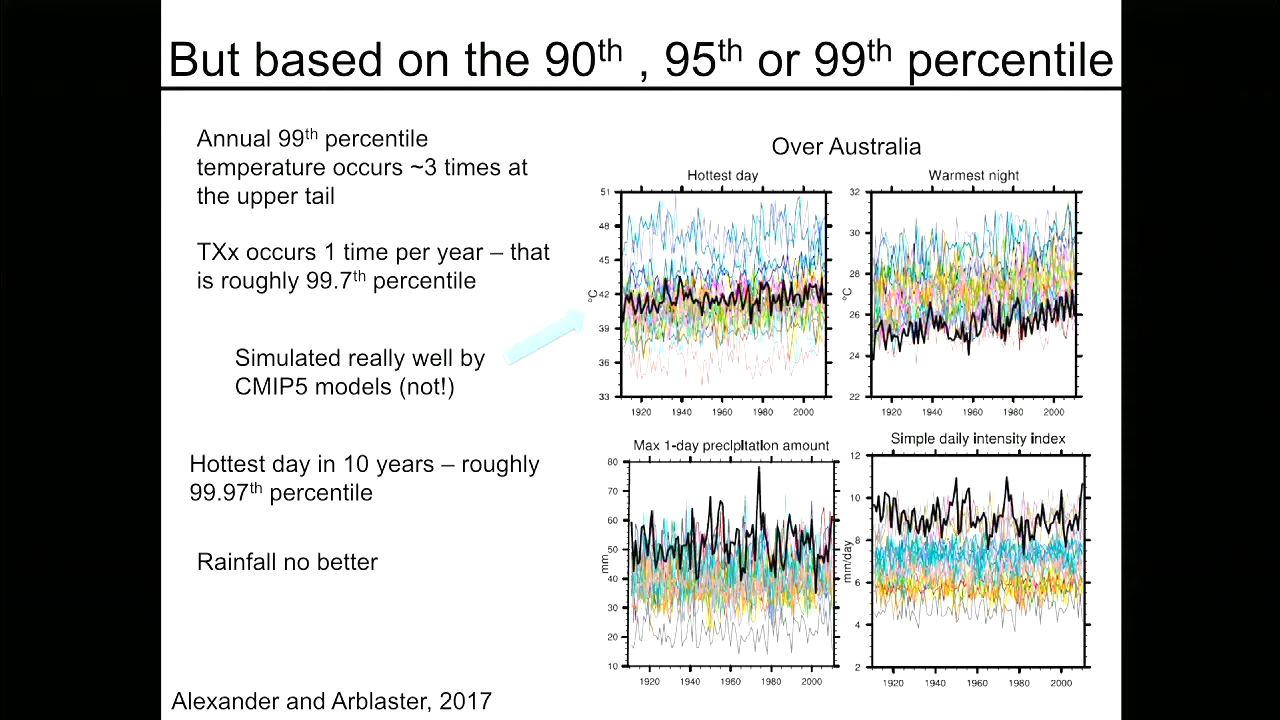 But based on the 90th , 95th or 99th percentile
Annual 99th percentile
temperature occurs ~3 times at
the upper tail
TXx occurs 1 time per year – that
is roughly 99.7th percentile
Simulated really well by
CMIP5 models (not!)
Hottest day in 10 years – roughly
99.97th percentile
Rainfall no better
Alexander and Arblaster, 2017
Over Australia
Hottest day
51
48
45
42
39
36
33
°C
1920 1940 1960 1980 2000
Warmest night
32
30
28
26
24
22
°C
1920 1940 1960 1980 2000
Max 1-day precipitation amount
80
70
60
50
40
30
20
10
mm
1920 1940 1960 1980 2000
Simple daily intensity index
12
10
8
6
4
2
mm/day
1920 1940 1960 1980 2000